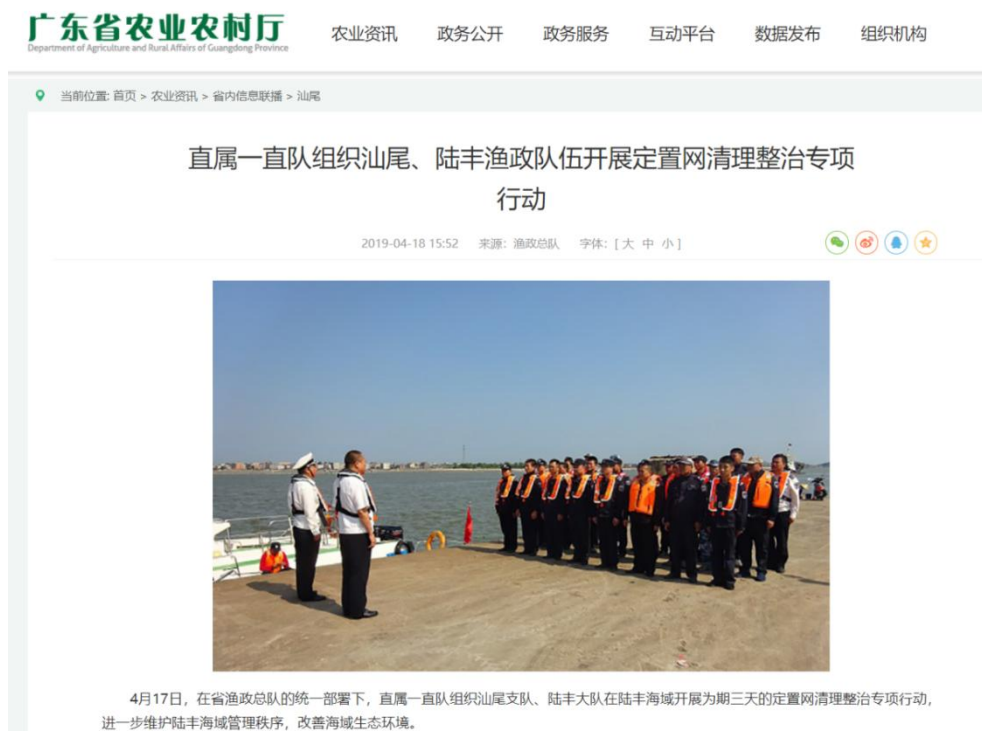 广东省农业农村厅
Department of Agriculture and Rural Affairs of Guangdong Province
农业资讯 政务公开 政务服务 互动平台 数据发布 组织机构
当前位置: 首页 > 农业资讯 > 省内信息联播 > 汕尾
直属一直队组织汕尾、陆丰渔政队伍开展定置网清理整治专项
行动
2019-04-18 15:52 来源: 渔政总队 字体: [ 大 中 小 ]
4月17日，在省渔政总队的统一部署下，直属一直队组织汕尾支队、陆丰大队在陆丰海域开展为期三天的定置网清理整治专项行动，
进一步维护陆丰海域管理秩序，改善海域生态环境。